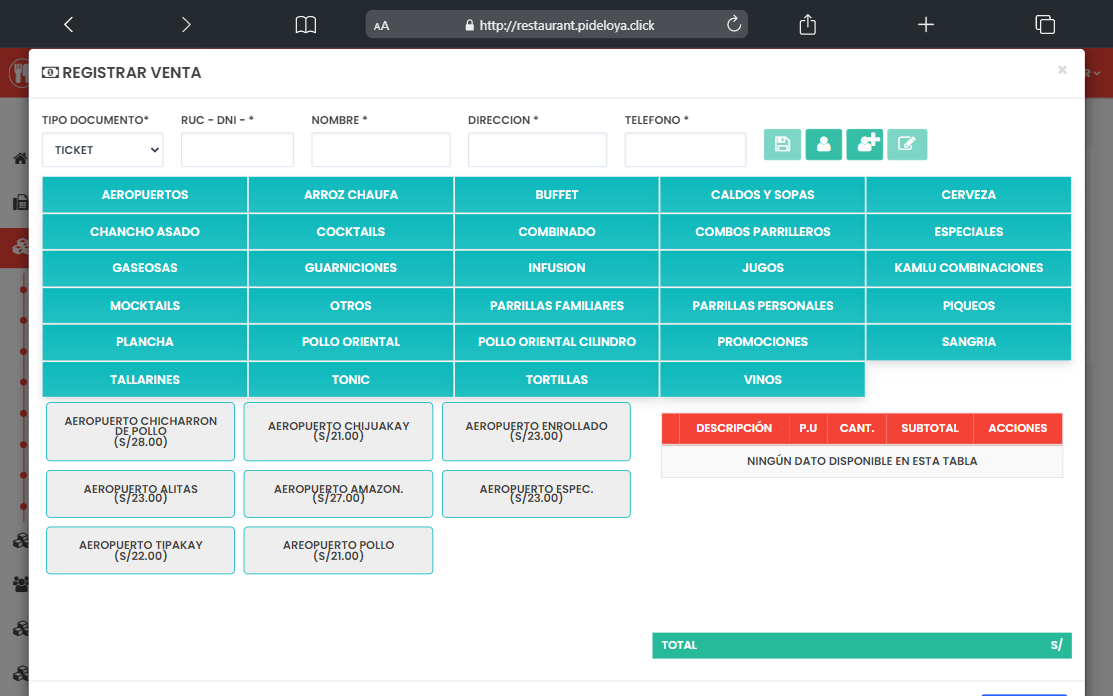 AA http://restaurant.pideloya.click
REGISTRAR VENTA ×
TIPO DOCUMENTO* RUC - DNI - * NOMBRE * DIRECCION * TELEFONO *
TICKET
AEROPUERTOS ARROZ CHAUFA BUFFET CALDOS Y SOPAS CERVEZA
CHANCHO ASADO COCKTAILS COMBINADO COMBOS PARRILLEROS ESPECIALES
GASEOSAS GUARNICIONES INFUSION JUGOS KAMLU COMBINACIONES
MOCKTAILS OTROS PARRILLAS FAMILIARES PARRILLAS PERSONALES PIQUEOS
PLANCHA POLLO ORIENTAL POLLO ORIENTAL CILINDRO PROMOCIONES SANGRIA
TALLARINES TONIC TORTILLAS VINOS
AEROPUERTO CHICHARRON
DE POLLO
(S/28.00)
AEROPUERTO CHIJUAKAY
(S/21.00)
AEROPUERTO ENROLLADO
(S/23.00)
AEROPUERTO ALITAS
(S/23.00)
AEROPUERTO AMAZON.
(S/27.00)
AEROPUERTO ESPEC.
(S/23.00)
AEROPUERTO TIPAKAY
(S/22.00)
AREOPUERTO POLLO
(S/21.00)
DESCRIPCIÓN P.U CANT. SUBTOTAL ACCIONES
NINGÚN DATO DISPONIBLE EN ESTA TABLA
TOTAL S/